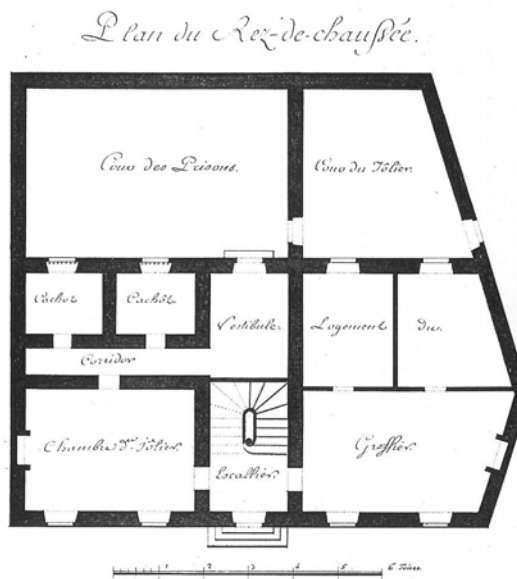 Plan du Rez-de-chaussée.
Cour des Prisons.
Cour du Jôlier.
Cachot
Cachôt
Vestibule.
Logement
du.
Corridor
Chambre d. Jôlier.
Escallier.
Greffier.
1 2 3 4 5 6 Toises.